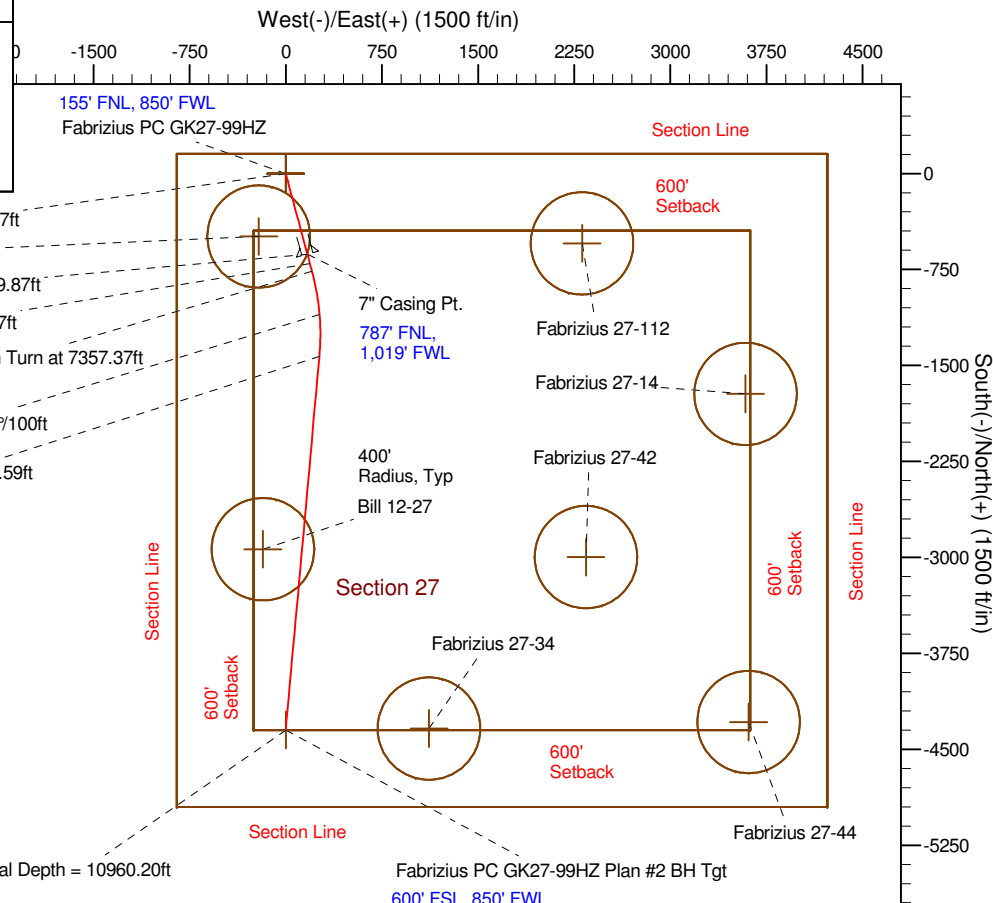 West(-)/East(+) (1500 ft/in)
-1500 -750 0 750 1500 2250 3000 3750 4500
155' FNL, 850' FWL
Fabrizius PC GK27-99HZ
Section Line
600'
Setback
7ft
9.87ft
7ft
Turn at 7357.37ft
°/100ft
.59ft
7" Casing Pt.
787' FNL,
1,019' FWL
Fabrizius 27-112
Fabrizius 27-14
Fabrizius 27-42
400'
Radius, Typ
Bill 12-27
Section 27
Section Line
600'
Setback
Section Line
600'
Setback
Fabrizius 27-34
600'
Setback
Section Line
Fabrizius 27-44
al Depth = 10960.20ft
Fabrizius PC GK27-99HZ Plan #2 BH Tgt
600' FSL, 850' FWL
0
-750
-1500
-2250
-3000
-3750
-4500
-5250
South(-)/North(+) (1500 ft/in)